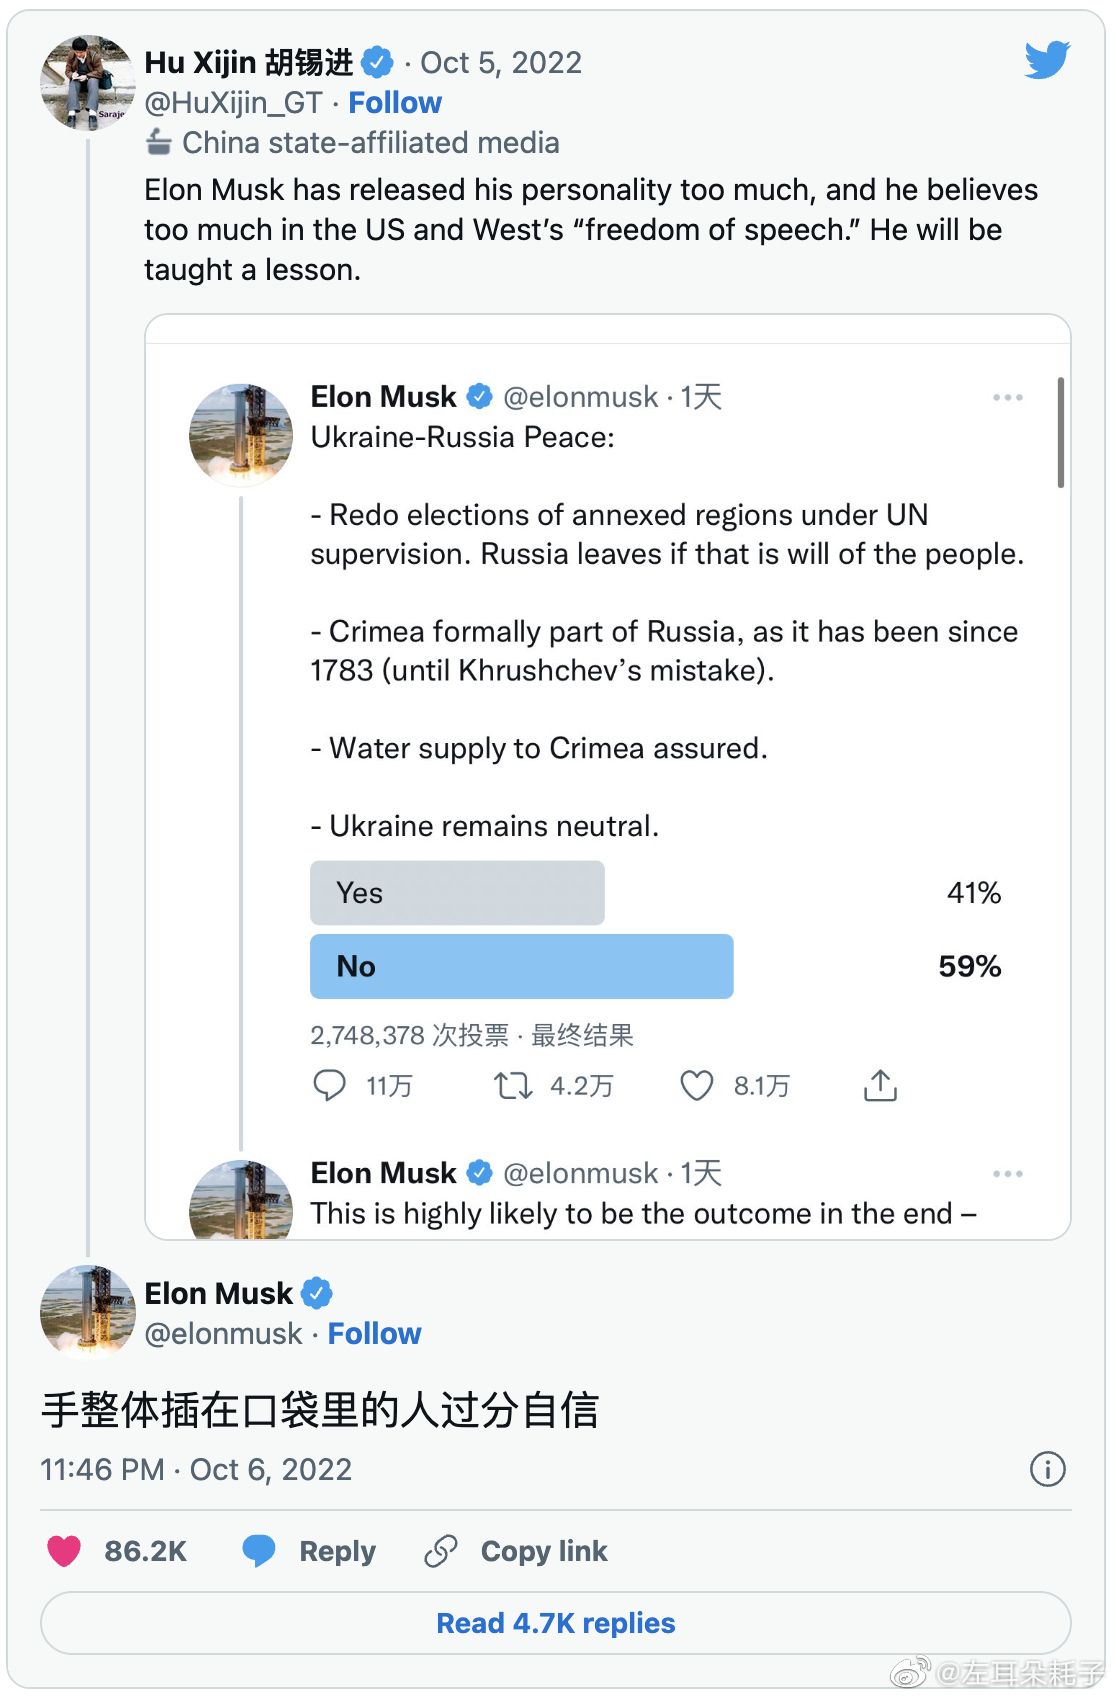 Hu Xijin 胡锡进 · Oct 5, 2022
@HuXijin_GT · Follow
China state-affiliated media
Elon Musk has released his personality too much, and he believes
too much in the US and West’s “freedom of speech.” He will be
taught a lesson.
Elon Musk @elonmusk · 1天
Ukraine-Russia Peace:
- Redo elections of annexed regions under UN
supervision. Russia leaves if that is will of the people.
- Crimea formally part of Russia, as it has been since
1783 (until Khrushchev’s mistake).
- Water supply to Crimea assured.
- Ukraine remains neutral.
Yes 41%
No 59%
2,748,378 次投票 · 最终结果
11万 4.2万 8.1万
Elon Musk @elonmusk · 1天
This is highly likely to be the outcome in the end –
Elon Musk
@elonmusk · Follow
手整体插在口袋里的人过分自信
11:46 PM · Oct 6, 2022
86.2K Reply Copy link
Read 4.7K replies
@左耳朵耗子